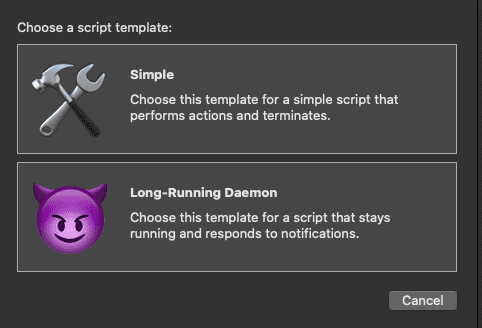 Choose a script template:
Simple
Choose this template for a simple script that
performs actions and terminates.
Long-Running Daemon
Choose this template for a script that stays
running and responds to notifications.
Cancel